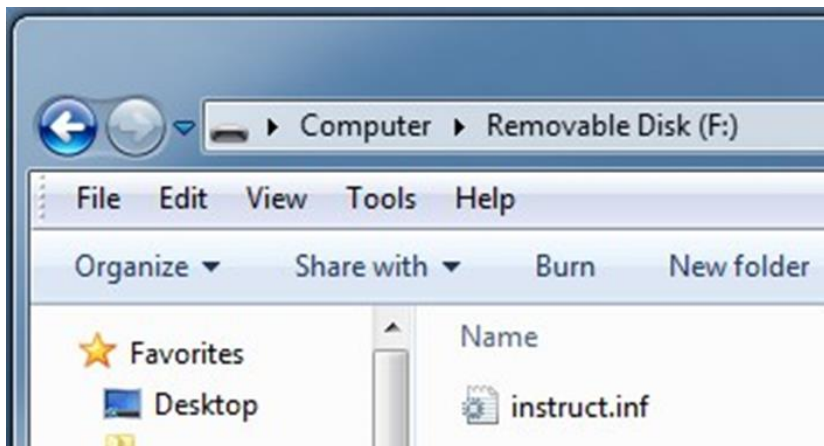 Computer Removable Disk (F:)
File Edit View Tools Help
Organize Share with Burn New folder
Favorites
Name
Desktop
instruct.inf